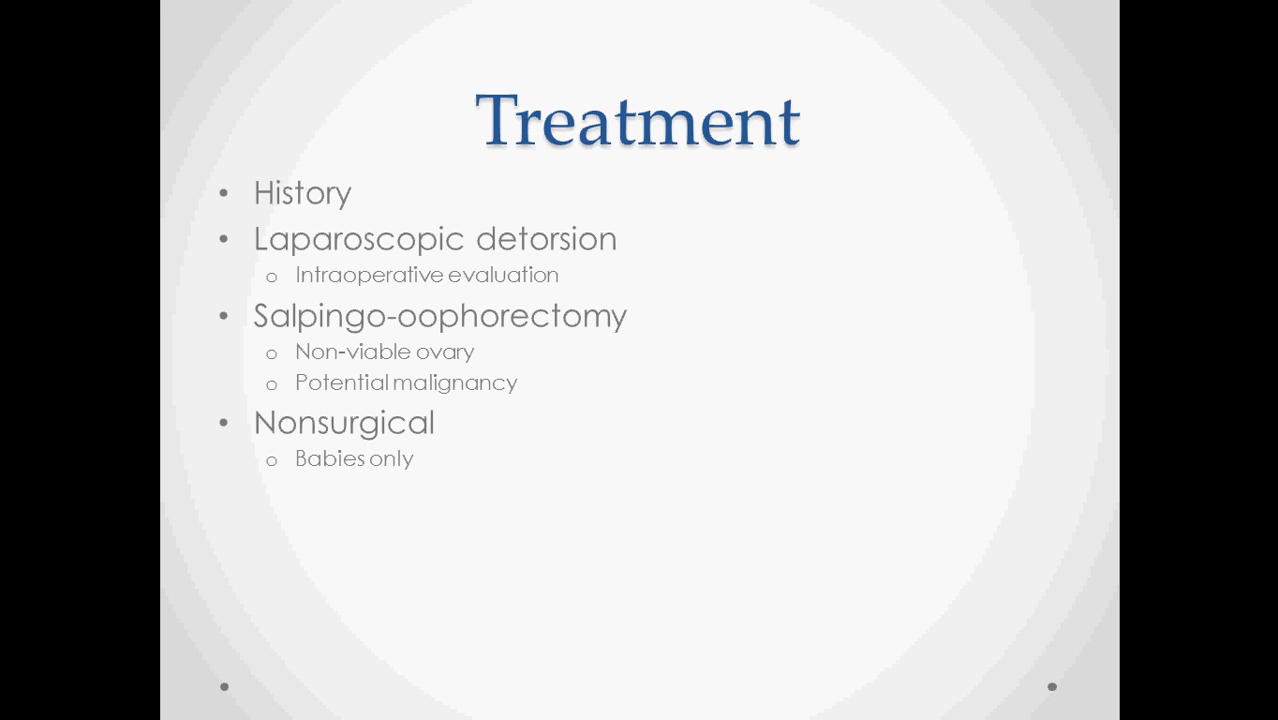 Treatment
• History
• Laparoscopic detorsion
o Intraoperative evaluation
• Salpingo-oophorectomy
o Non-viable ovary
o Potential malignancy
• Nonsurgical
o Babies only